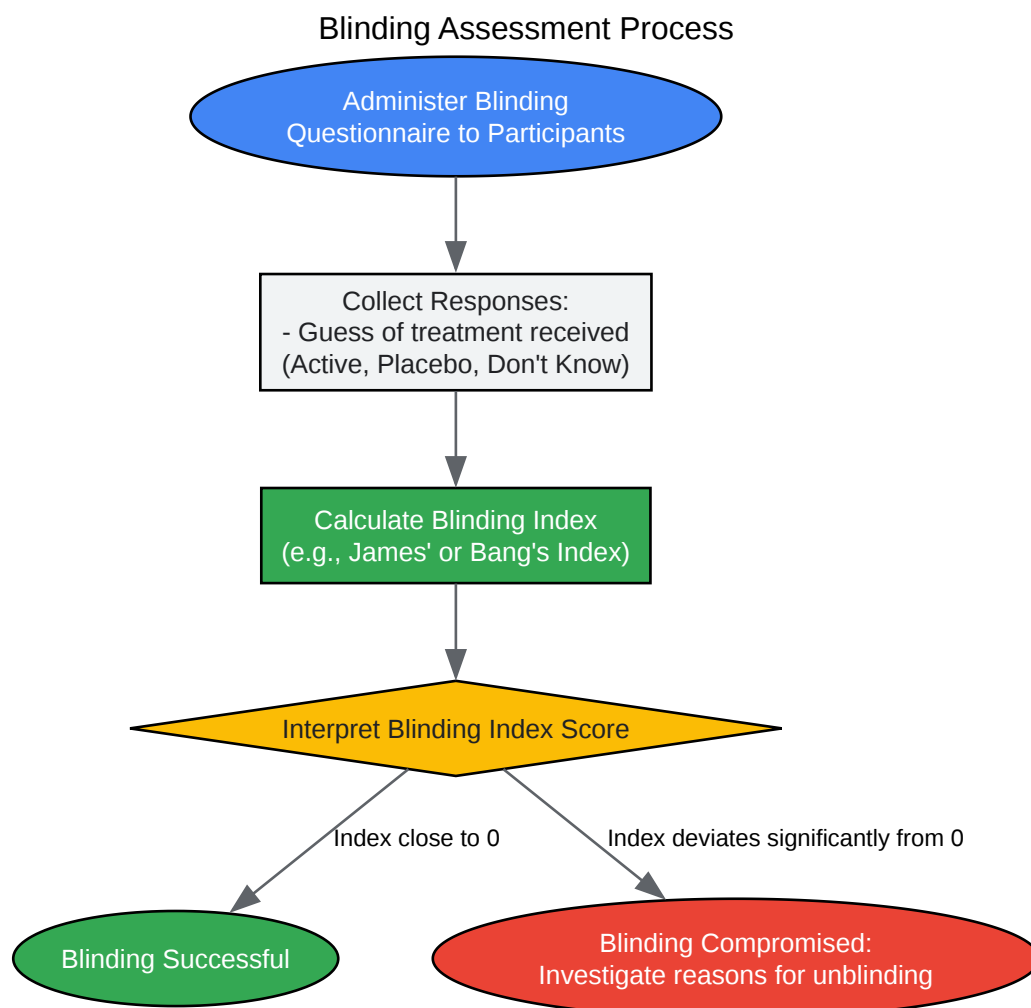 Blinding Assessment Process
Administer Blinding
Questionnaire to Participants
Collect Responses:
- Guess of treatment received
(Active, Placebo, Don't Know)
Calculate Blinding Index
(e.g., James' or Bang's Index)
Interpret Blinding Index Score
Index close to 0
Index deviates significantly from 0
Blinding Successful
Blinding Compromised:
Investigate reasons for unblinding